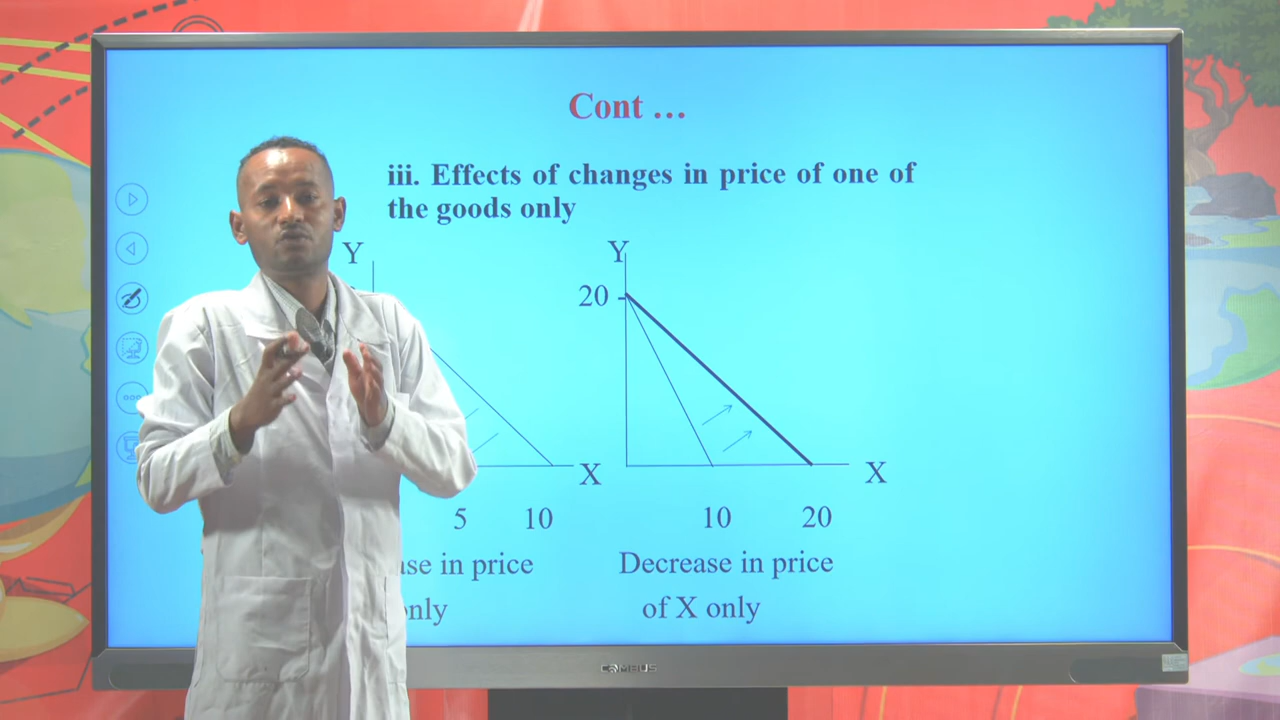 Cont …
iii. Effects of changes in price of one of
the goods only
Y
X
5 10
in price
only
Y
20
X
10 20
Decrease in price
of X only
CAMBUS